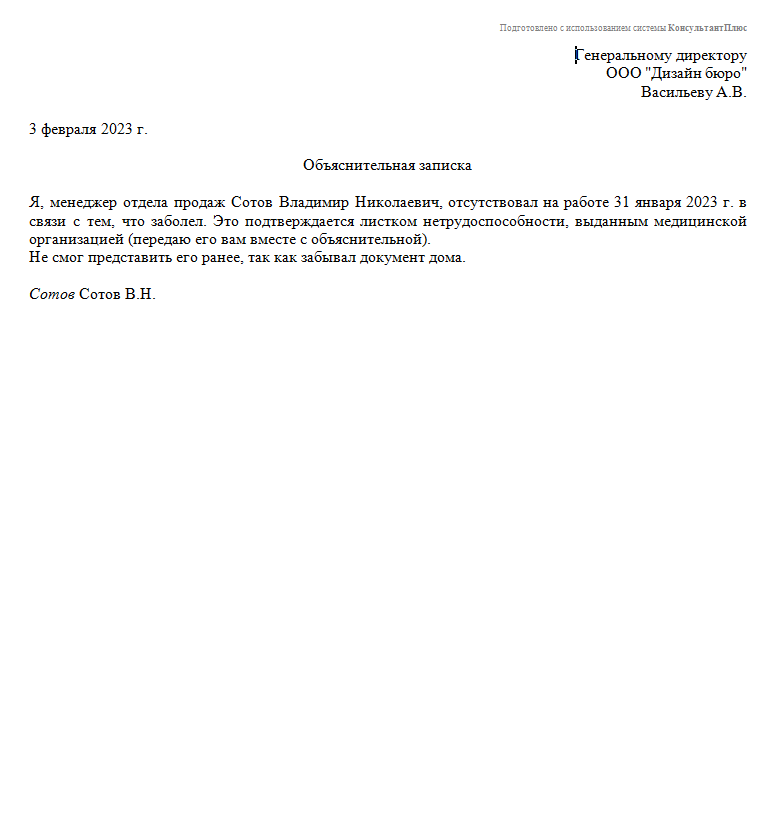 Подготовлено с использованием системы КонсультантПлюс
Генеральному директору
ООО "Дизайн бюро"
Васильеву А.В.
3 февраля 2023 г.
Объяснительная записка
Я, менеджер отдела продаж Сотов Владимир Николаевич, отсутствовал на работе 31 января 2023 г. в
связи с тем, что заболел. Это подтверждается листком нетрудоспособности, выданным медицинской
организацией (передаю его вам вместе с объяснительной).
Не смог представить его ранее, так как забывал документ дома.
Сотов Сотов В.Н.